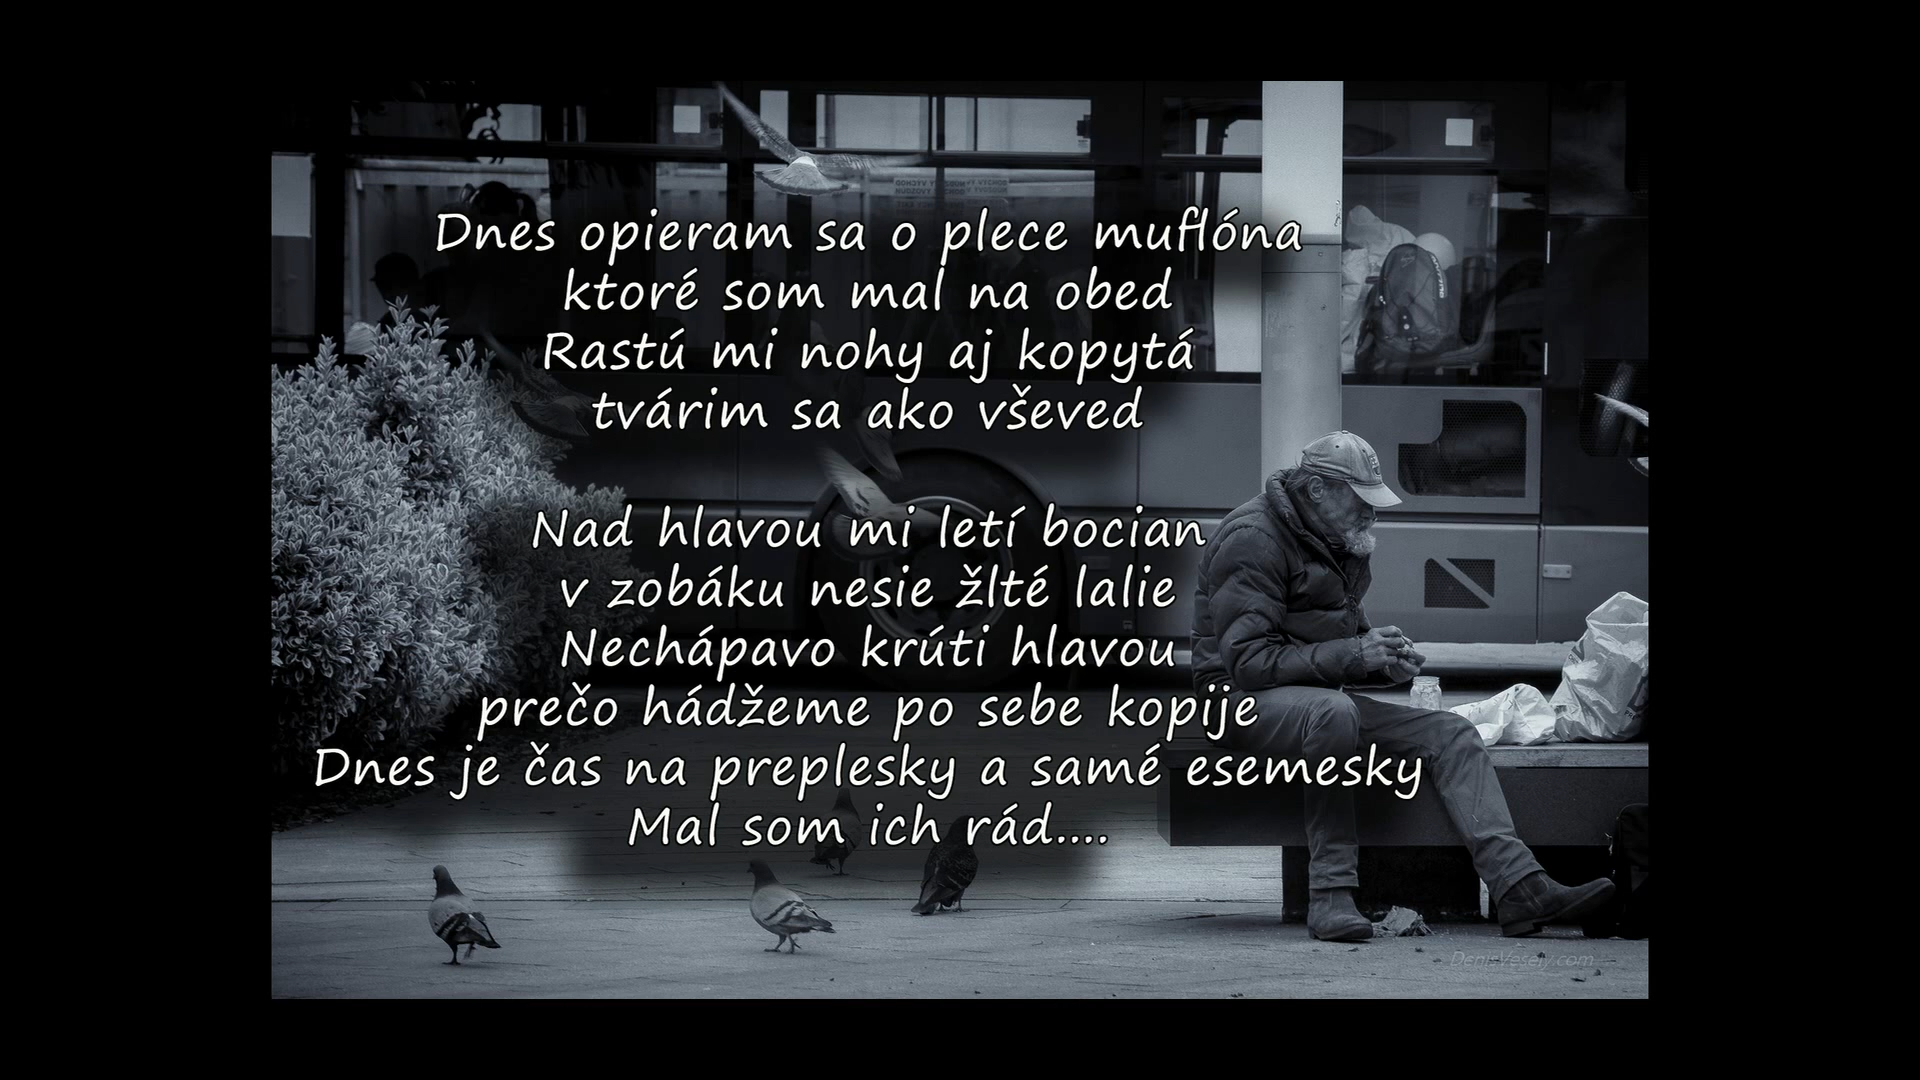 Dnes opieram sa o plece muflóna
ktoré som mal na obed
Rastú mi nohy aj kopytá
tvárim sa ako vševed
Nad hlavou mi letí bocian
v zobáku nesie žlté lalie
Nechápavo krúti hlavou
prečo hádžeme po sebe kopije
Dnes je čas na preplesky a samé esemesky
Mal som ich rád....
DenisVesely.com